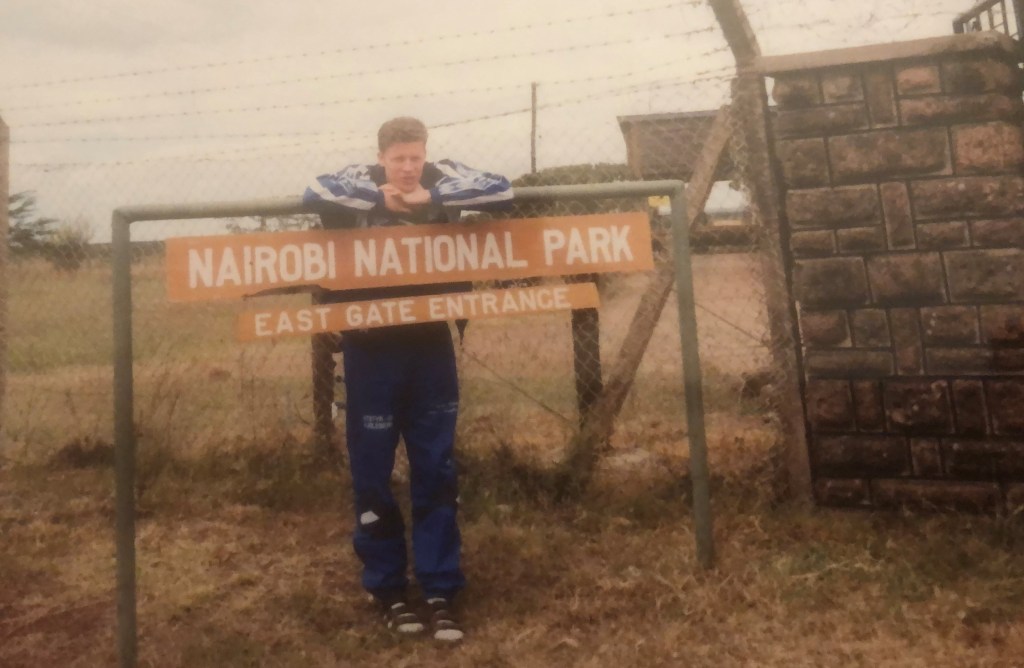 NAIROBI NATIONAL PARK
EAST GATE ENTRANCE